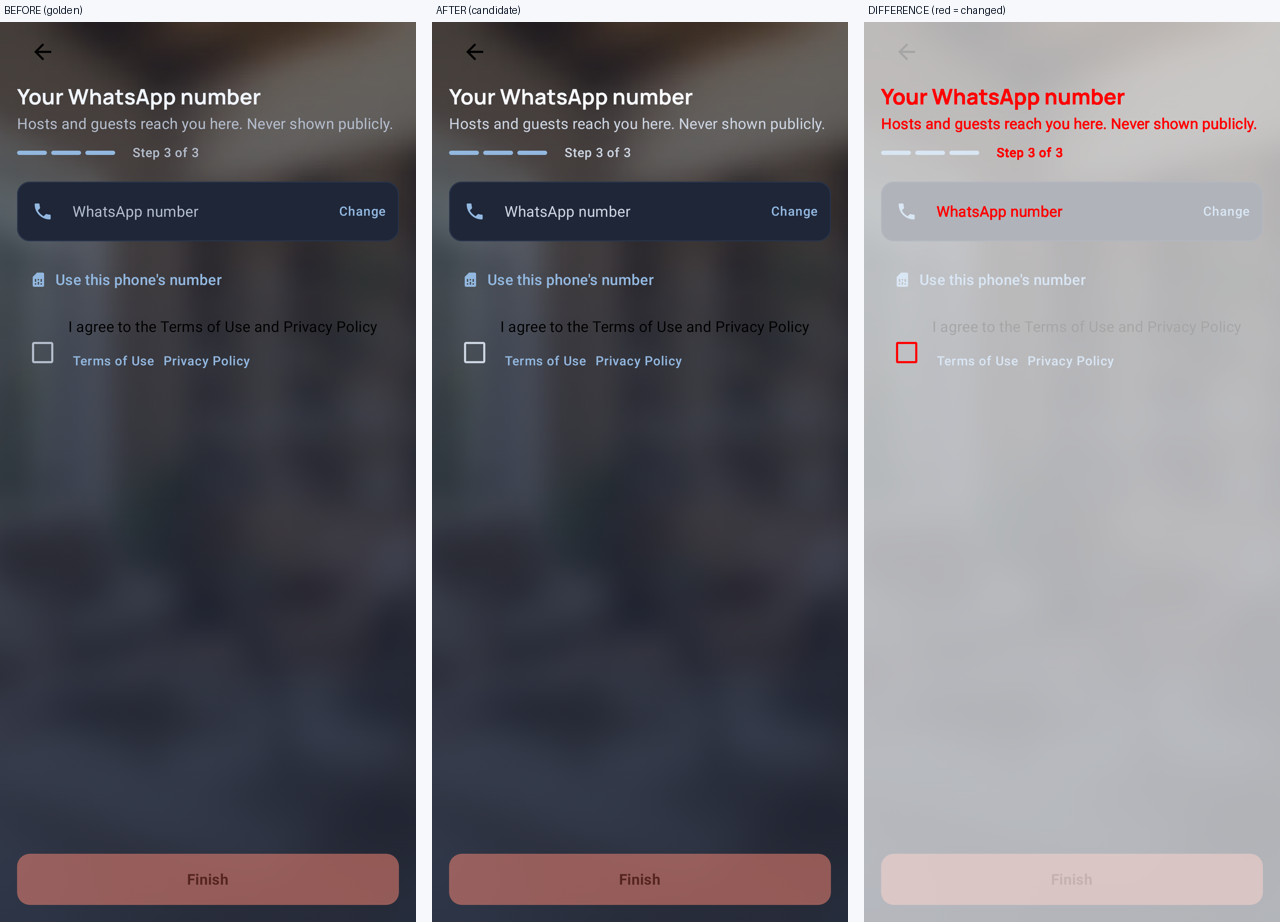 BEFORE (golden)
AFTER (candidate)
DIFFERENCE (red = changed)
Your WhatsApp number
Hosts and guests reach you here. Never shown publicly.
Step 3 of 3
WhatsApp number
Change
Use this phone's number
I agree to the Terms of Use and Privacy Policy
Terms of Use Privacy Policy
Finish
Your WhatsApp number
Hosts and guests reach you here. Never shown publicly.
Step 3 of 3
WhatsApp number
Change
Use this phone's number
I agree to the Terms of Use and Privacy Policy
Terms of Use Privacy Policy
Finish
Your WhatsApp number
Hosts and guests reach you here. Never shown publicly.
Step 3 of 3
WhatsApp number
Change
Use this phone's number
I agree to the Terms of Use and Privacy Policy
Terms of Use Privacy Policy
Finish